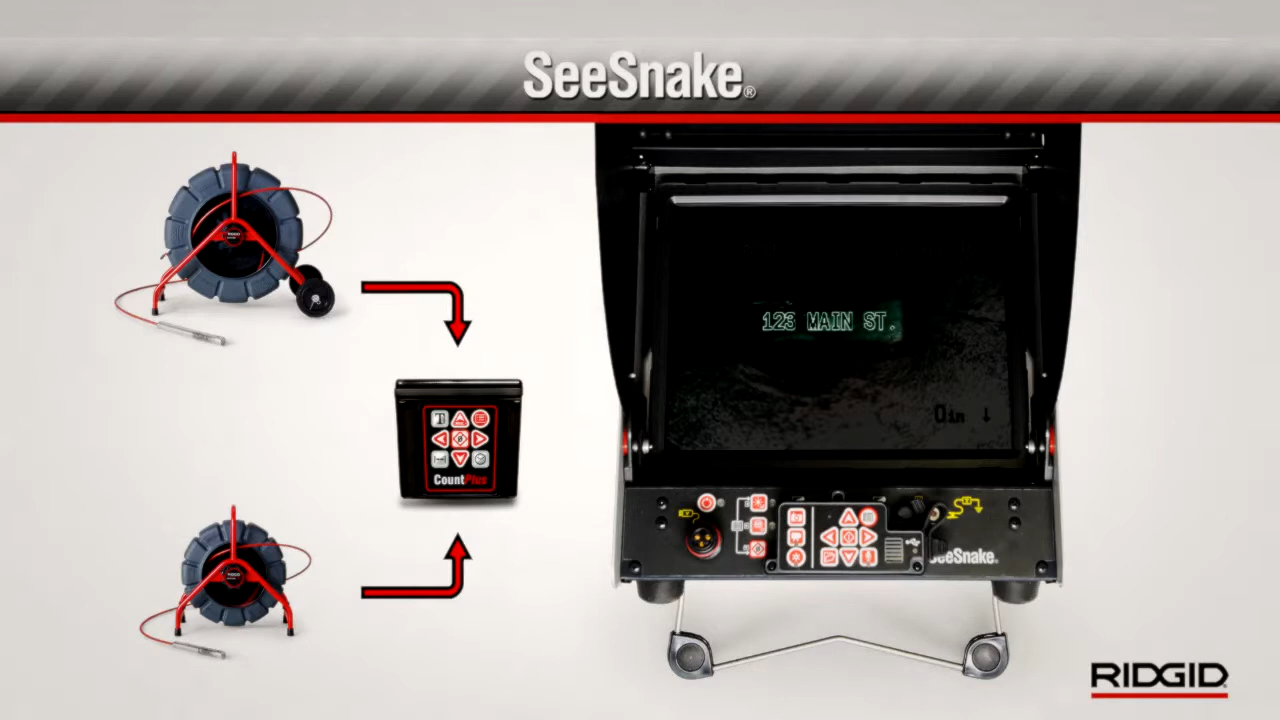 SeeSnake®
123 MAIN ST.
0in ↓
T
CountPlus
SeeSnake®
RIDGID